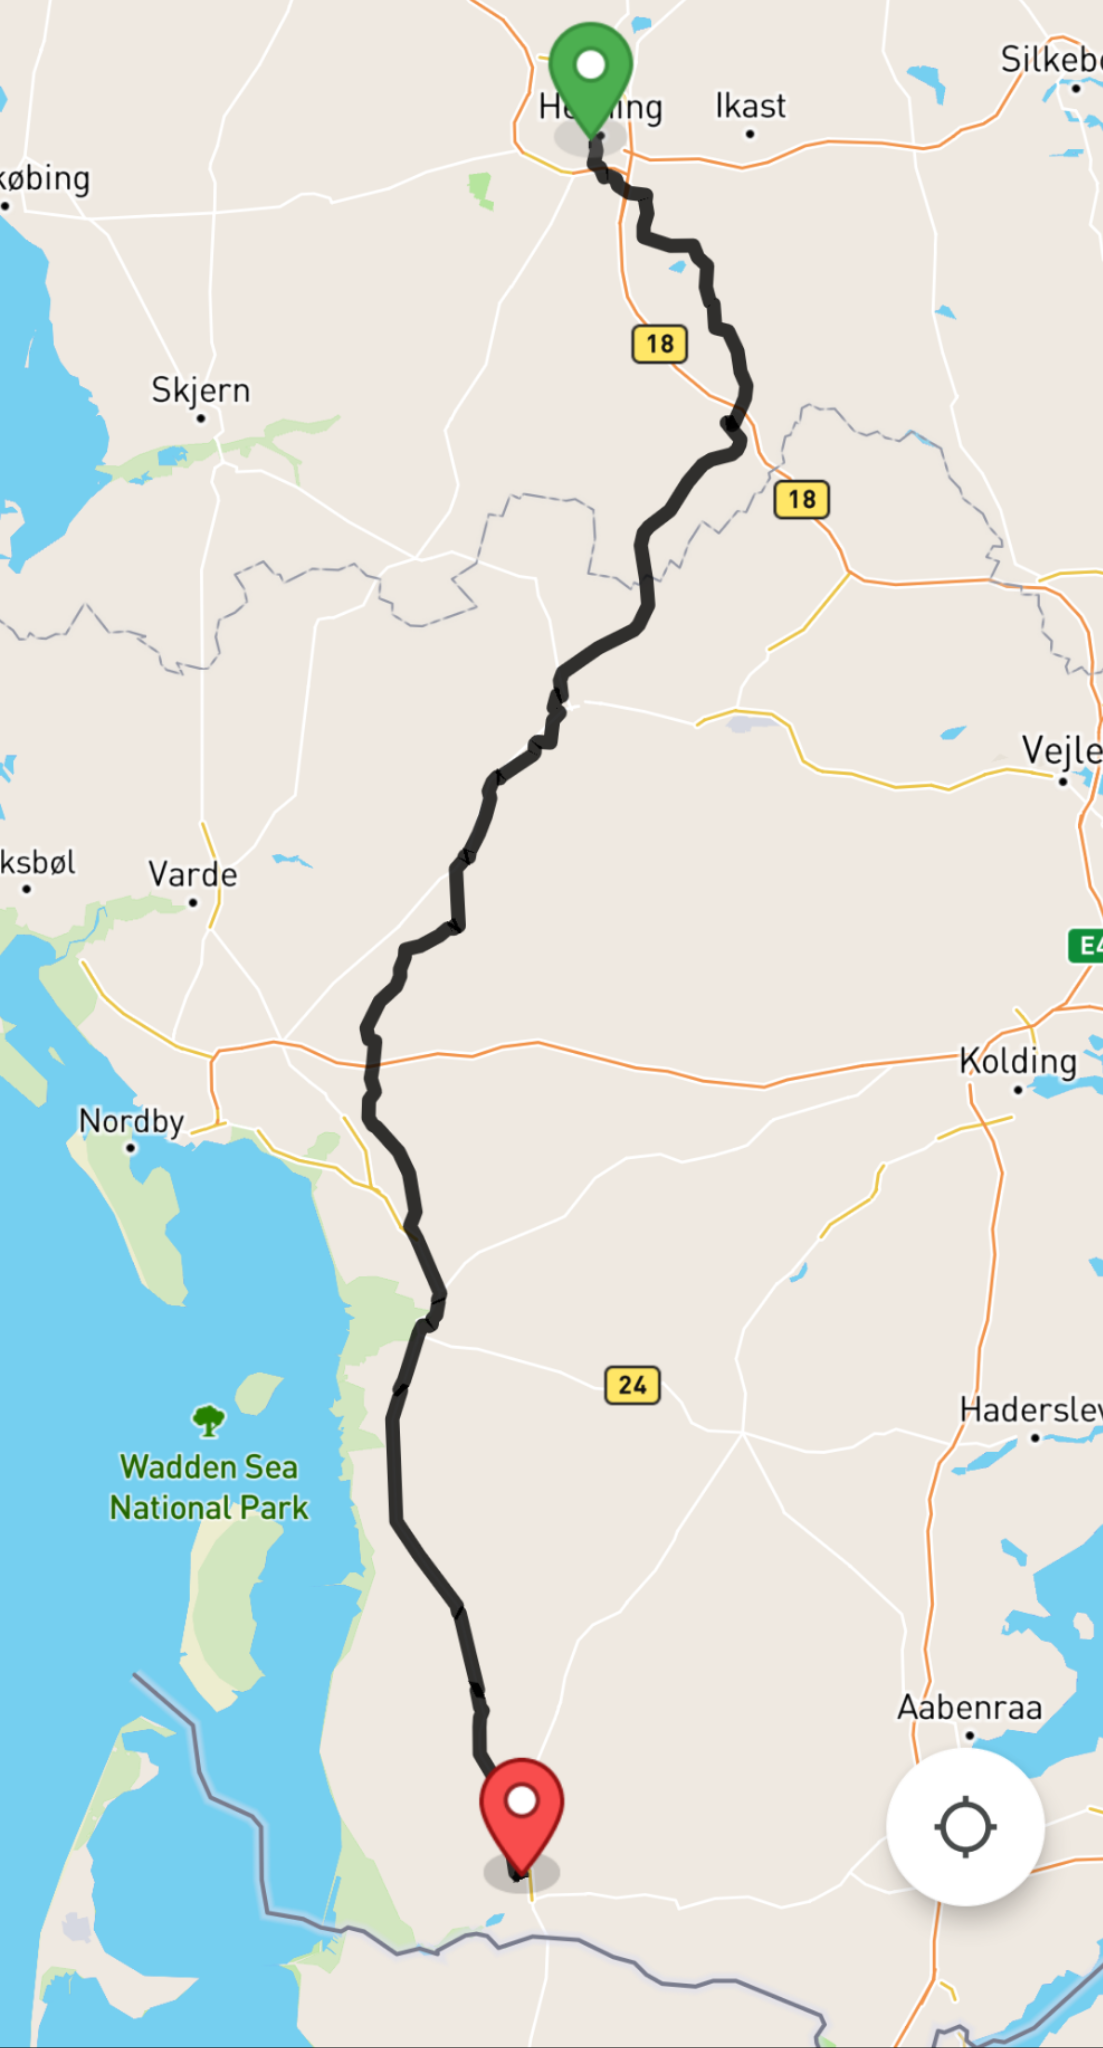 Silkebo
He ing
Ikast
købing
18
Skjern
18
Vejle
ksbøl
Varde
E4
Kolding
Nordby
24
Haderslev
Wadden Sea
National Park
Aabenraa